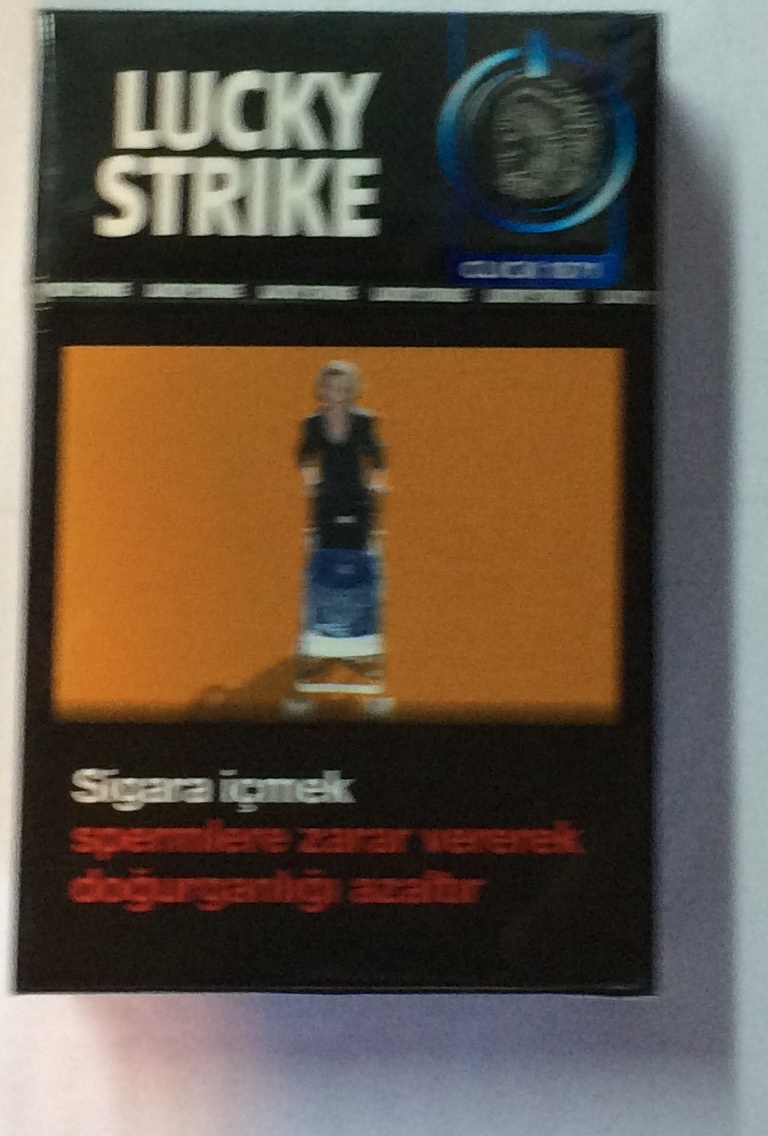 LUCKY
STRIKE
Sigara içmek
spermlere zarar vererek
doğurganlığı azaltır